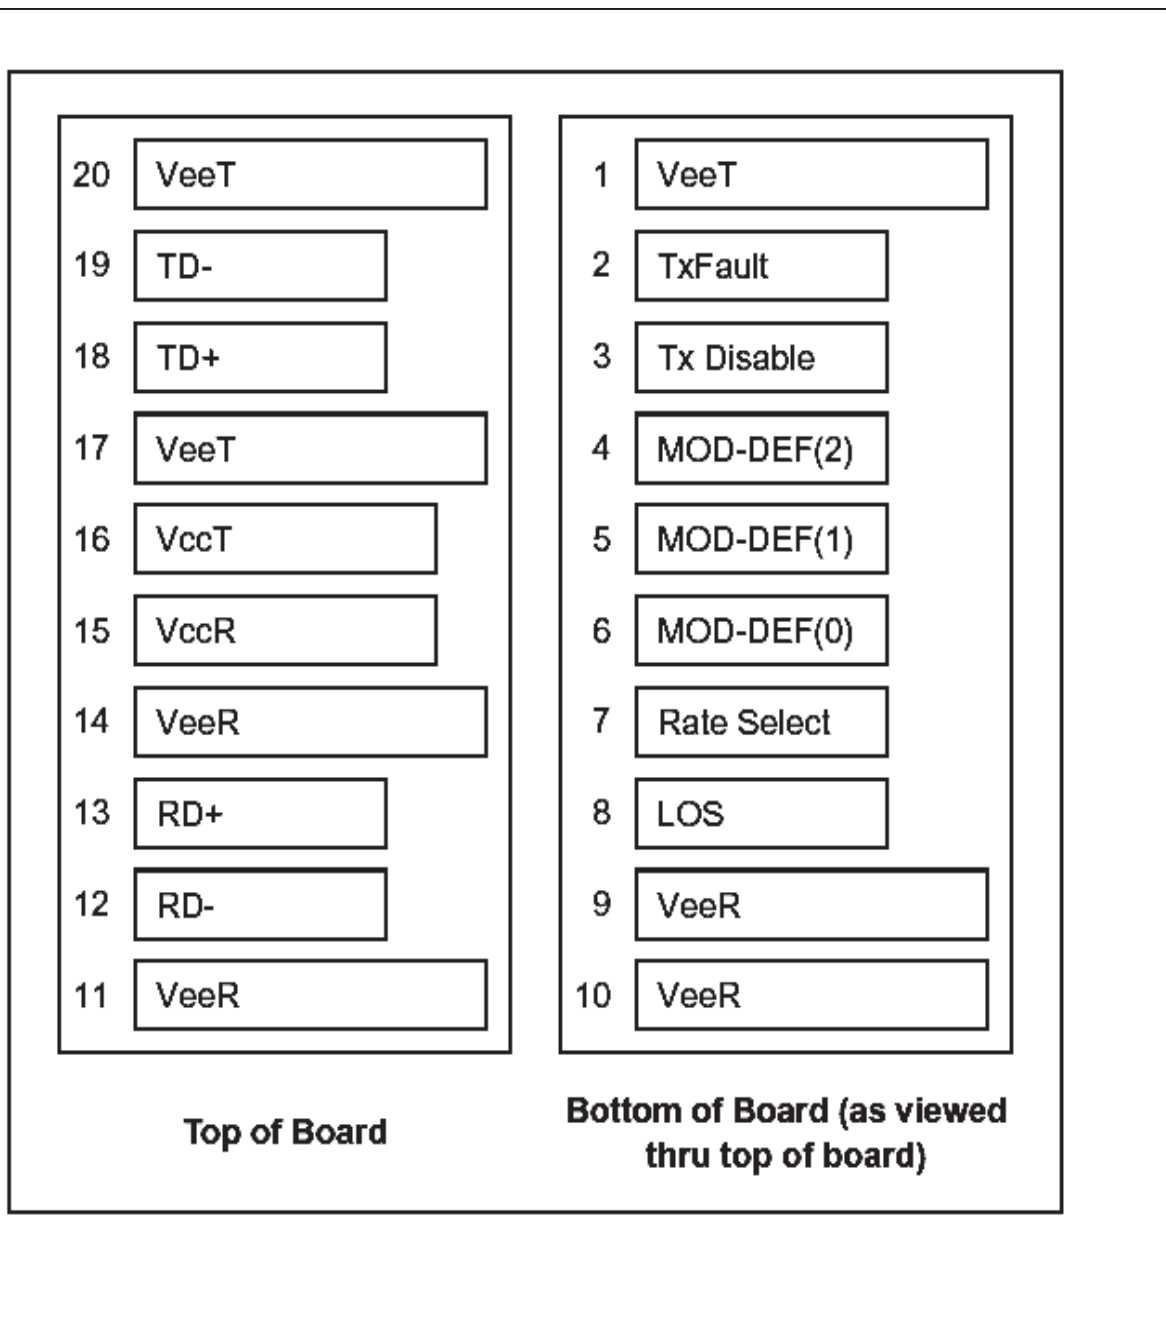 20 VeeT
19 TD-
18 TD+
17 VeeT
16 VccT
15 VccR
14 VeeR
13 RD+
12 RD-
11 VeeR
Top of Board
1 VeeT
2 TxFault
3 Tx Disable
4 MOD-DEF(2)
5 MOD-DEF(1)
6 MOD-DEF(0)
7 Rate Select
8 LOS
9 VeeR
10 VeeR
Bottom of Board (as viewed
thru top of board)